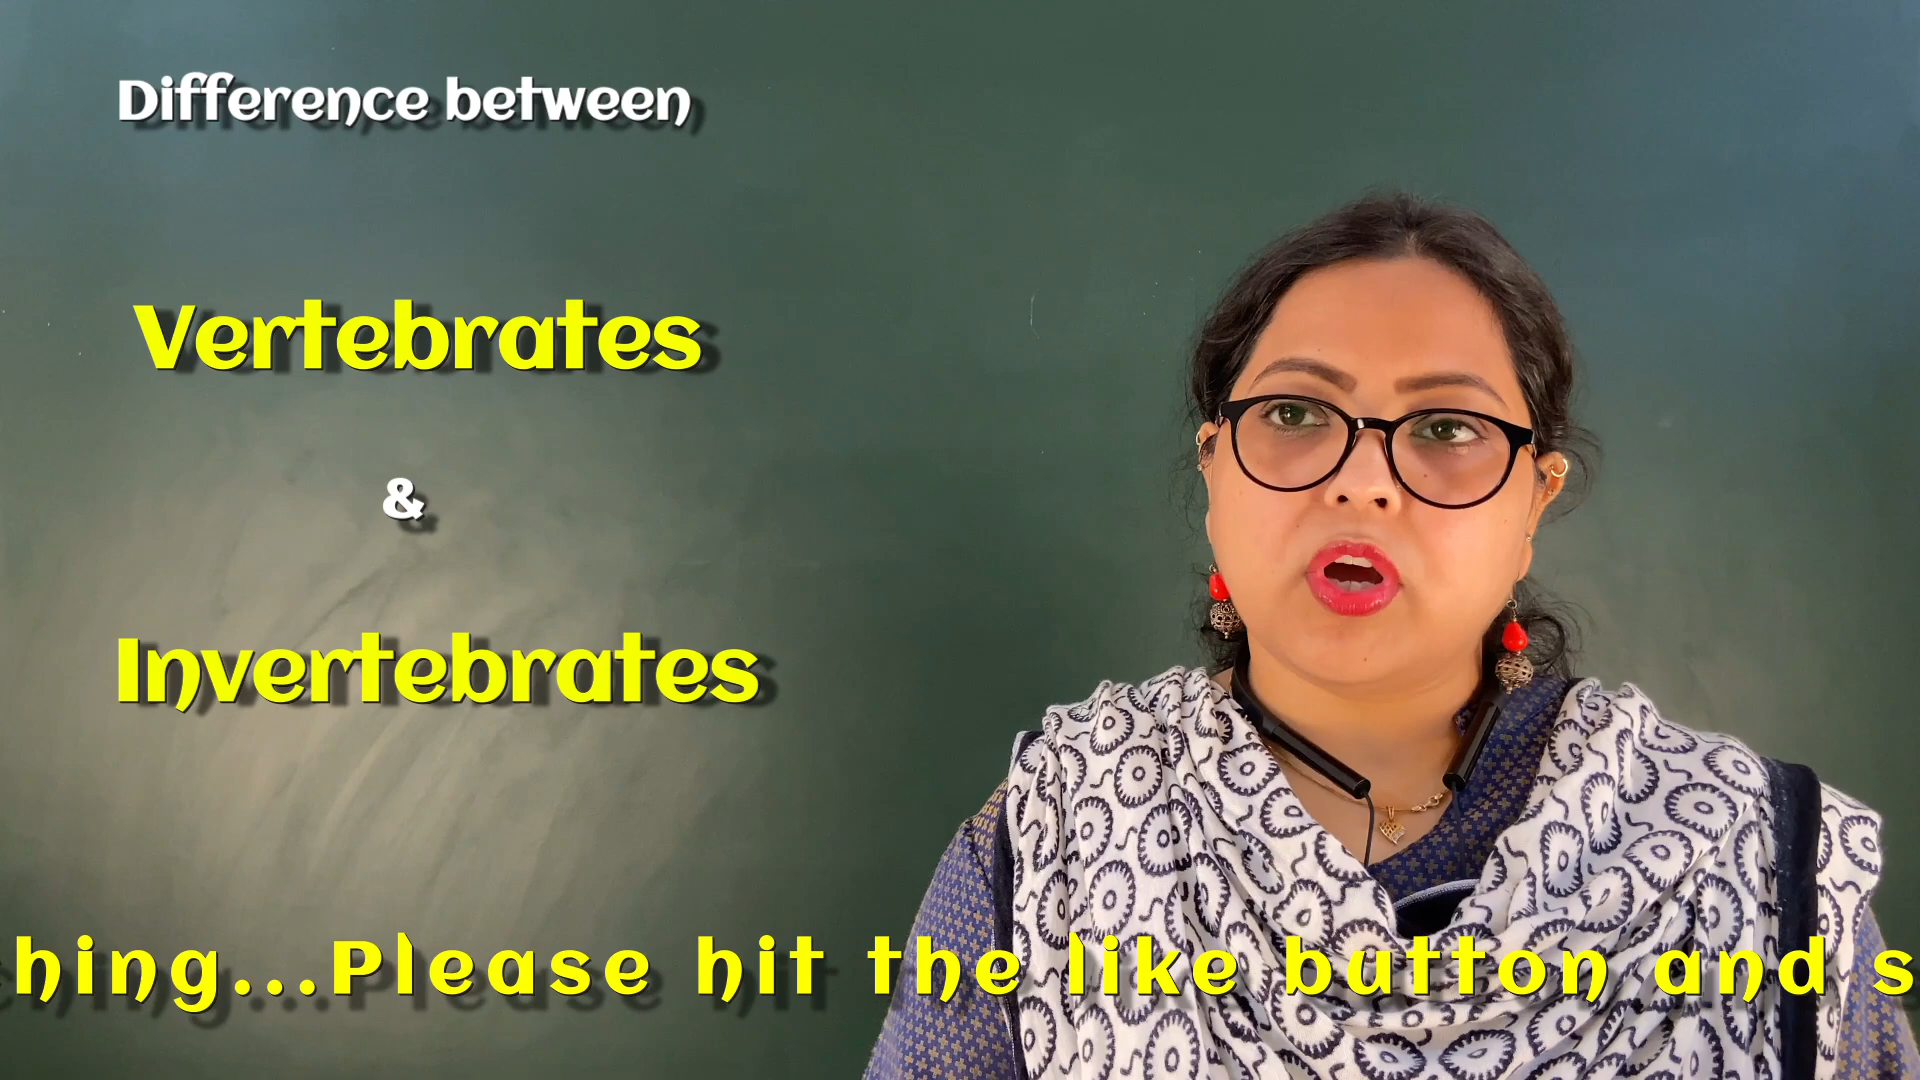 Difference between
Vertebrates
&
Invertebrates
hing...Please hit the like button and s